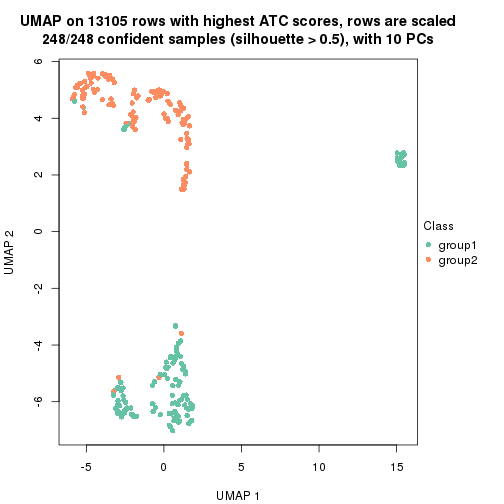 UMAP on 13105 rows with highest ATC scores, rows are scaled
248/248 confident samples (silhouette > 0.5), with 10 PCs
6
4
2
0
-2
-4
-6
UMAP 2
-5
0
5
10
15
UMAP 1
Class
group1
group2